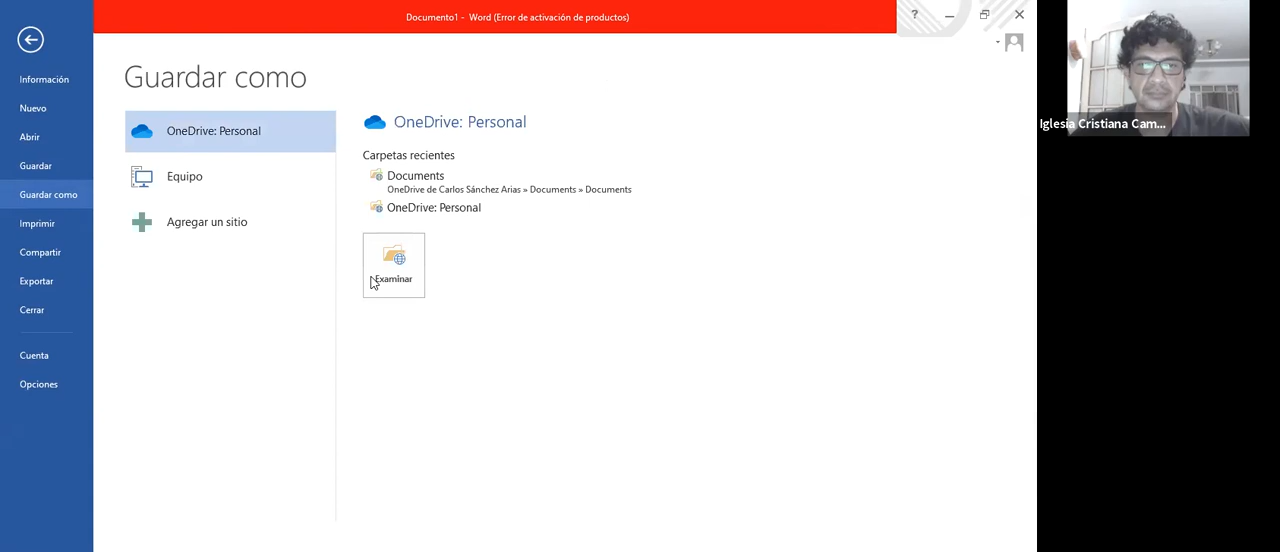 Documento1 - Word (Error de activación de productos)
?
Información
Nuevo
Abrir
Guardar
Guardar como
Imprimir
Compartir
Exportar
Cerrar
Cuenta
Opciones
Guardar como
OneDrive: Personal
Equipo
Agregar un sitio
OneDrive: Personal
Carpetas recientes
Documents
OneDrive de Carlos Sánchez Arias » Documents » Documents
OneDrive: Personal
Examinar
Iglesia Cristiana Cam...